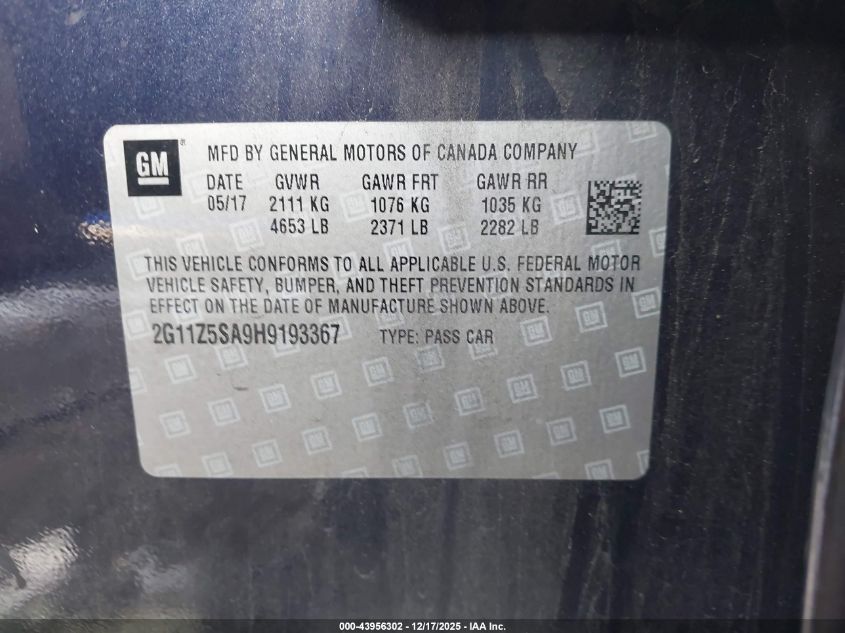 GM® MFD BY GENERAL MOTORS OF CANADA COMPANY
DATE GVWR GAWR FRT GAWR RR
05/17 2111 KG 1076 KG 1035 KG
4653 LB 2371 LB 2282 LB
THIS VEHICLE CONFORMS TO ALL APPLICABLE U.S. FEDERAL MOTOR
VEHICLE SAFETY, BUMPER, AND THEFT PREVENTION STANDARDS IN
EFFECT ON THE DATE OF MANUFACTURE SHOWN ABOVE.
2G11Z5SA9H9193367 TYPE: PASS CAR
000-43956302 - 12/17/2025 - IAA Inc.